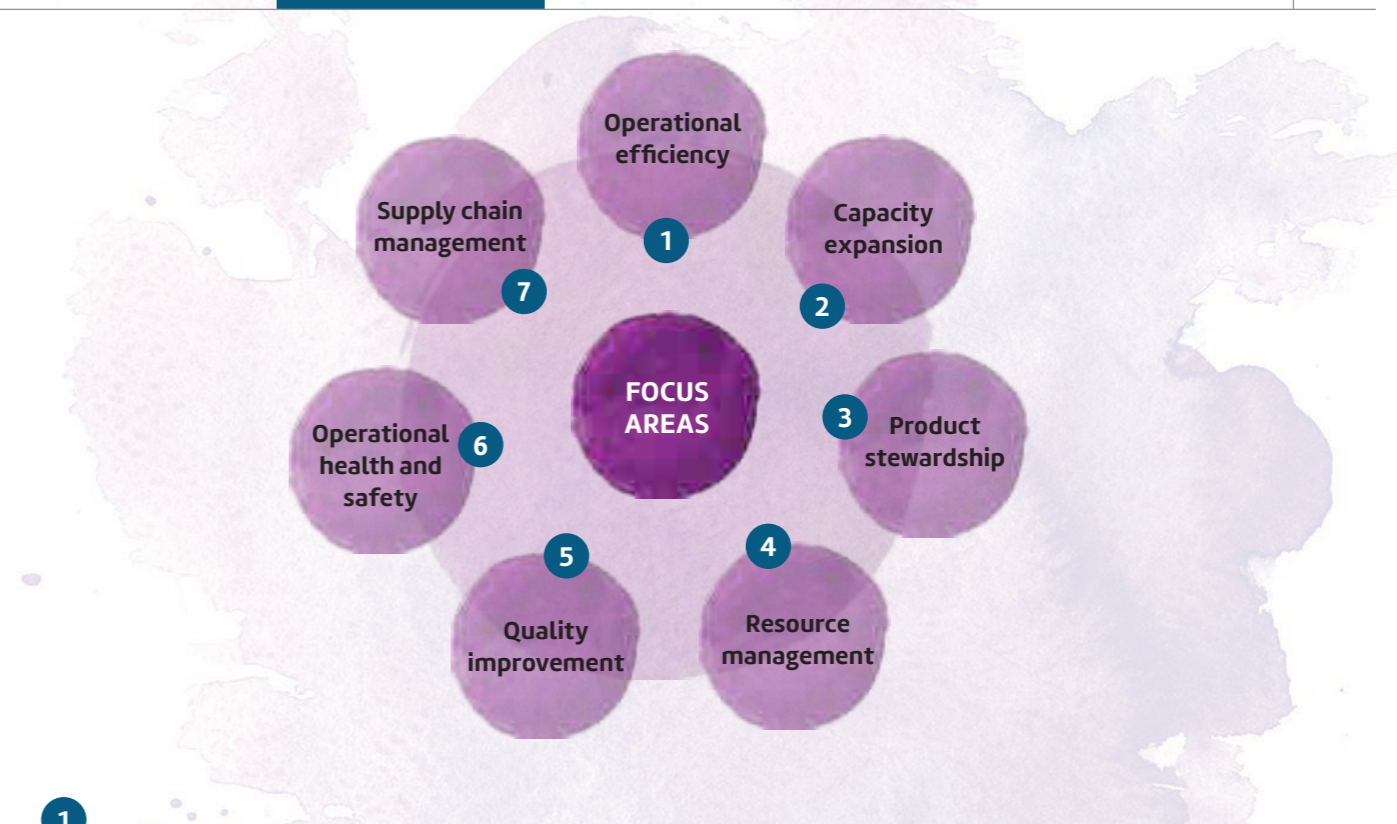 Operational
efficiency
1
Capacity
expansion
2
3
Product
stewardship
4
Resource
management
5
Quality
improvement
6
Operational
health and
safety
7
Supply chain
management
FOCUS
AREAS
1